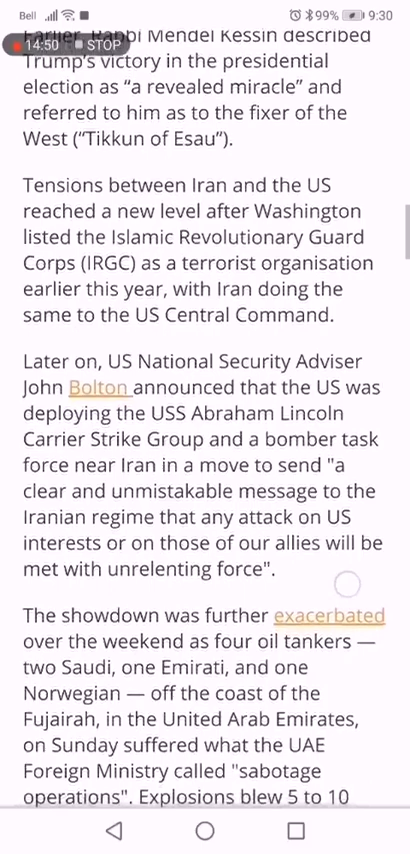 Bell 99% 9:30
14:50 STOP
Earlier, Rabbi Mendel Kessin described
Trump's victory in the presidential
election as “a revealed miracle” and
referred to him as to the fixer of the
West (“Tikkun of Esau”).
Tensions between Iran and the US
reached a new level after Washington
listed the Islamic Revolutionary Guard
Corps (IRGC) as a terrorist organisation
earlier this year, with Iran doing the
same to the US Central Command.
Later on, US National Security Adviser
John Bolton announced that the US was
deploying the USS Abraham Lincoln
Carrier Strike Group and a bomber task
force near Iran in a move to send "a
clear and unmistakable message to the
Iranian regime that any attack on US
interests or on those of our allies will be
met with unrelenting force".
The showdown was further exacerbated
over the weekend as four oil tankers —
two Saudi, one Emirati, and one
Norwegian — off the coast of the
Fujairah, in the United Arab Emirates,
on Sunday suffered what the UAE
Foreign Ministry called "sabotage
operations". Explosions blew 5 to 10